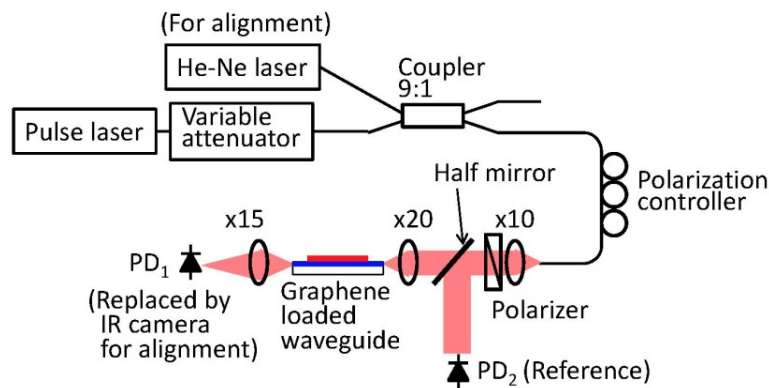 (For alignment)
He-Ne laser
Coupler
9:1
Pulse laser
Variable
attenuator
Half mirror
Polarization
controller
x15
x20
x10
PD1
(Replaced by
IR camera
for alignment)
Graphene
loaded
waveguide
Polarizer
PD2 (Reference)